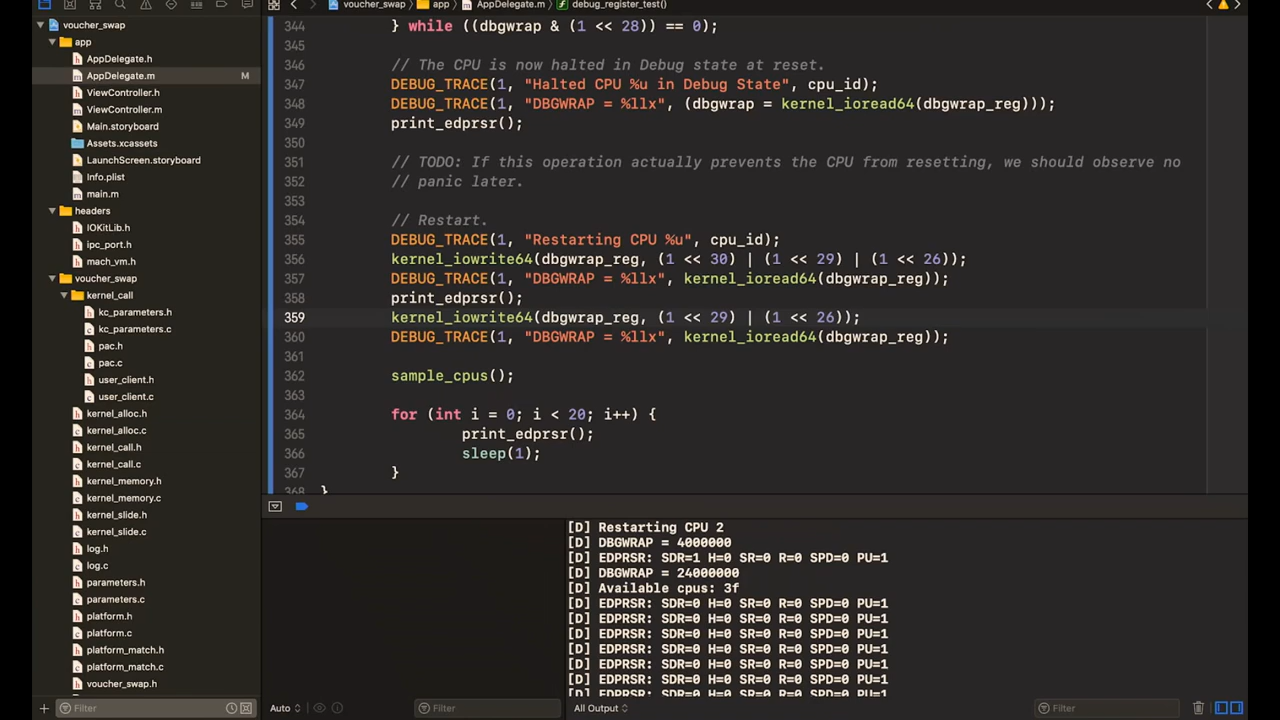 voucher_swap
app
AppDelegate.m
debug_register_test()
voucher_swap
app
AppDelegate.h
AppDelegate.m M
ViewController.h
ViewController.m
Main.storyboard
Assets.xcassets
LaunchScreen.storyboard
Info.plist
main.m
headers
IOKitLib.h
ipc_port.h
mach_vm.h
voucher_swap
kernel_call
kc_parameters.h
kc_parameters.c
pac.h
pac.c
user_client.h
user_client.c
kernel_alloc.h
kernel_alloc.c
kernel_call.h
kernel_call.c
kernel_memory.h
kernel_memory.c
kernel_slide.h
kernel_slide.c
log.h
log.c
parameters.h
parameters.c
platform.h
platform.c
platform_match.h
platform_match.c
voucher_swap.h
Filter
344 } while ((dbgwrap & (1 << 28)) == 0);
345
346 // The CPU is now halted in Debug state at reset.
347 DEBUG_TRACE(1, "Halted CPU %u in Debug State", cpu_id);
348 DEBUG_TRACE(1, "DBGWRAP = %llx", (dbgwrap = kernel_ioread64(dbgwrap_reg)));
349 print_edprsr();
350
351 // TODO: If this operation actually prevents the CPU from resetting, we should observe no
352 // panic later.
353
354 // Restart.
355 DEBUG_TRACE(1, "Restarting CPU %u", cpu_id);
356 kernel_iowrite64(dbgwrap_reg, (1 << 30) | (1 << 29) | (1 << 26));
357 DEBUG_TRACE(1, "DBGWRAP = %llx", kernel_ioread64(dbgwrap_reg));
358 print_edprsr();
359 kernel_iowrite64(dbgwrap_reg, (1 << 29) | (1 << 26));
360 DEBUG_TRACE(1, "DBGWRAP = %llx", kernel_ioread64(dbgwrap_reg));
361
362 sample_cpus();
363
364 for (int i = 0; i < 20; i++) {
365 print_edprsr();
366 sleep(1);
367 }
368 }
[D] Restarting CPU 2
[D] DBGWRAP = 4000000
[D] EDPRSR: SDR=1 H=0 SR=0 R=0 SPD=0 PU=1
[D] DBGWRAP = 24000000
[D] Available cpus: 3f
[D] EDPRSR: SDR=0 H=0 SR=0 R=0 SPD=0 PU=1
[D] EDPRSR: SDR=0 H=0 SR=0 R=0 SPD=0 PU=1
[D] EDPRSR: SDR=0 H=0 SR=0 R=0 SPD=0 PU=1
[D] EDPRSR: SDR=0 H=0 SR=0 R=0 SPD=0 PU=1
[D] EDPRSR: SDR=0 H=0 SR=0 R=0 SPD=0 PU=1
[D] EDPRSR: SDR=0 H=0 SR=0 R=0 SPD=0 PU=1
[D] EDPRSR: SDR=0 H=0 SR=0 R=0 SPD=0 PU=1
Auto
Filter
All Output
Filter